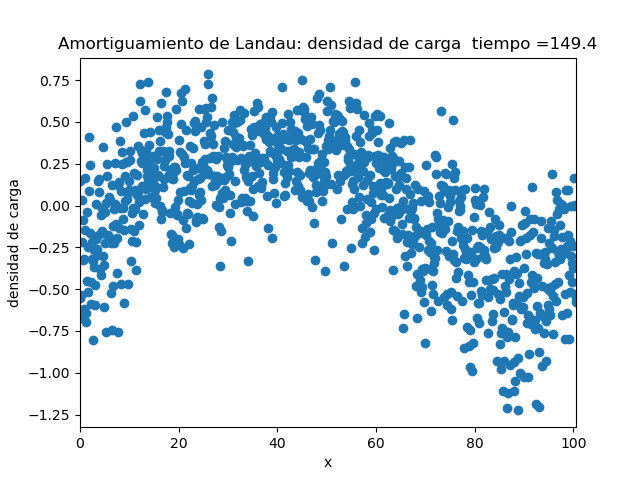 Amortiguamiento de Landau: densidad de carga  tiempo =149.4
0.75
0.50
0.25
0.00
−0.25
−0.50
−0.75
−1.00
−1.25
densidad de carga
0 20 40 60 80 100
x